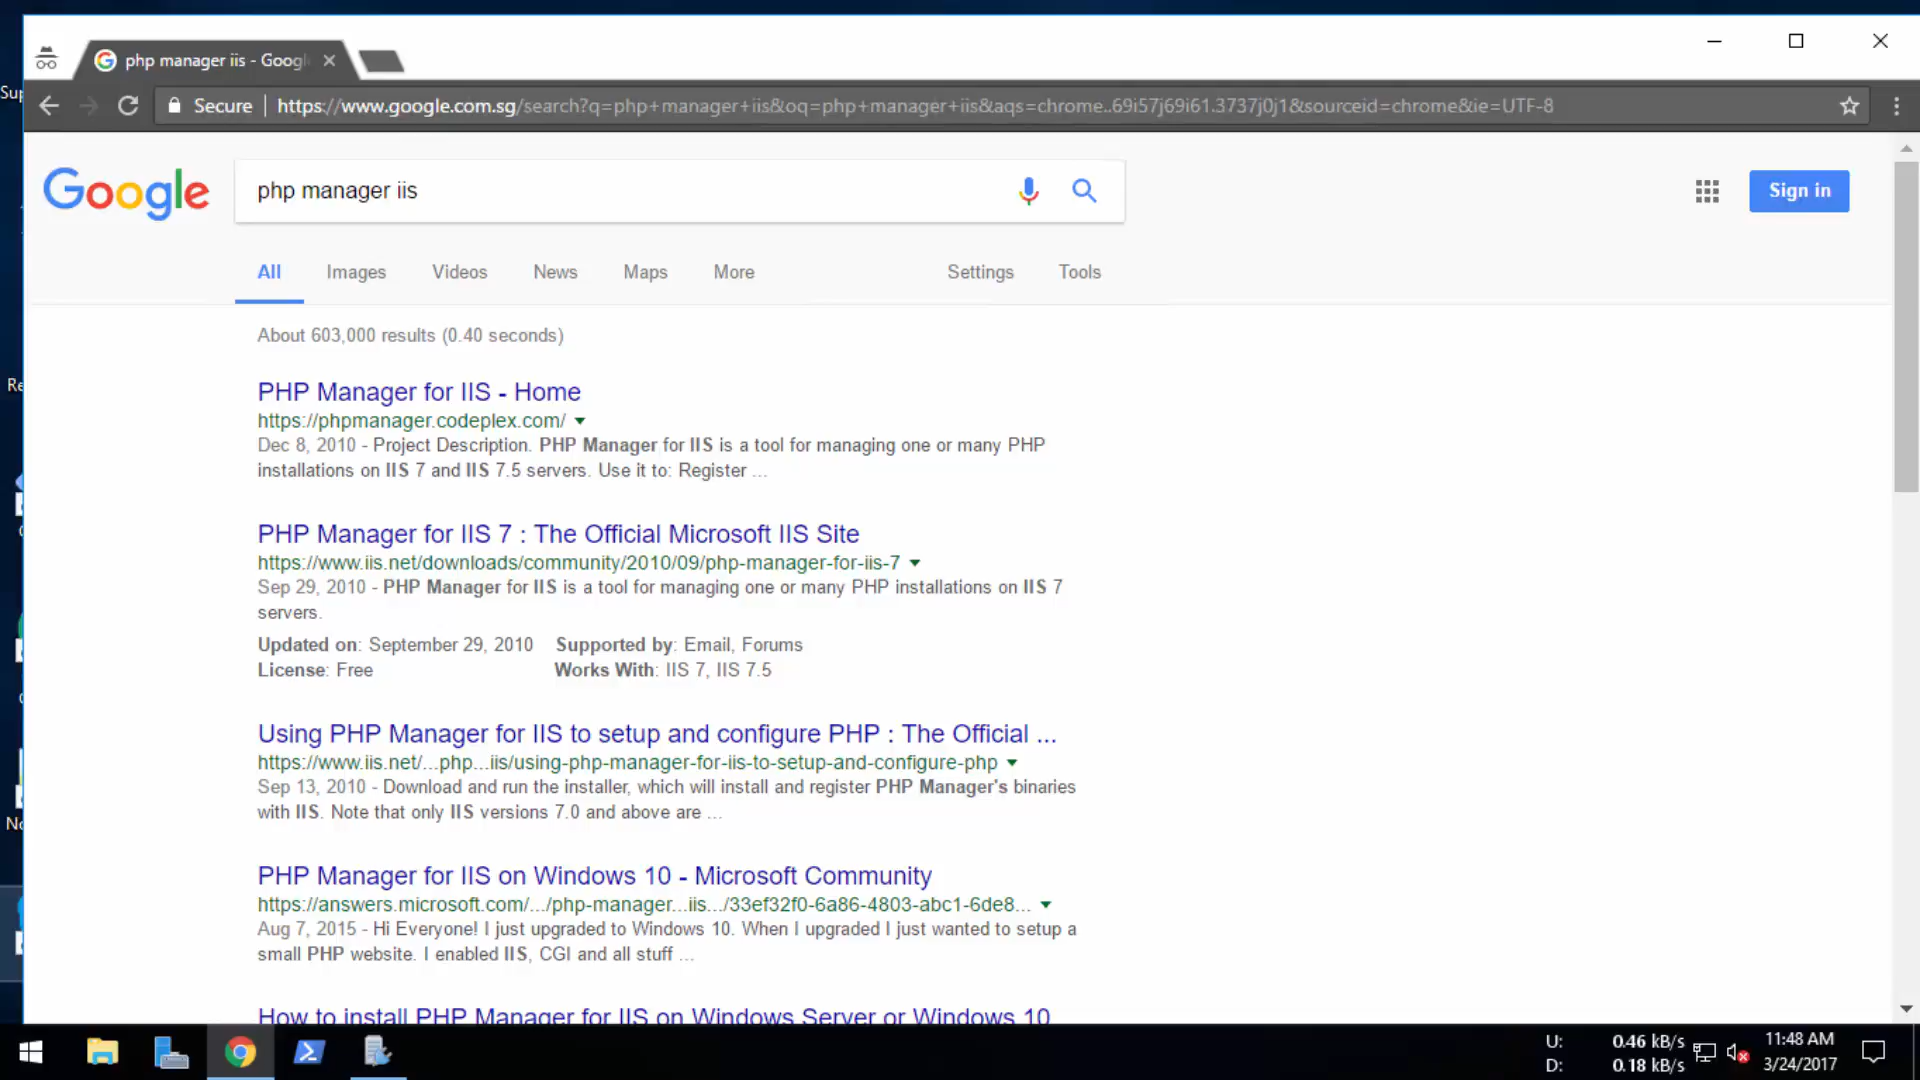 Sup
php manager iis - Googl
Secure | https://www.google.com.sg/search?q=php+manager+iis&oq=php+manager+iis&aqs=chrome..69i57j69i61.3737j0j1&sourceid=chrome&ie=UTF-8
Google
php manager iis
Sign in
All Images Videos News Maps More Settings Tools
About 603,000 results (0.40 seconds)
Re
PHP Manager for IIS - Home
https://phpmanager.codeplex.com/
Dec 8, 2010 - Project Description. PHP Manager for IIS is a tool for managing one or many PHP
installations on IIS 7 and IIS 7.5 servers. Use it to: Register ...
PHP Manager for IIS 7 : The Official Microsoft IIS Site
https://www.iis.net/downloads/community/2010/09/php-manager-for-iis-7
Sep 29, 2010 - PHP Manager for IIS is a tool for managing one or many PHP installations on IIS 7
servers.
Updated on: September 29, 2010 Supported by: Email, Forums
License: Free Works With: IIS 7, IIS 7.5
Using PHP Manager for IIS to setup and configure PHP : The Official ...
https://www.iis.net/...php...iis/using-php-manager-for-iis-to-setup-and-configure-php
Sep 13, 2010 - Download and run the installer, which will install and register PHP Manager's binaries
with IIS. Note that only IIS versions 7.0 and above are ...
No
PHP Manager for IIS on Windows 10 - Microsoft Community
https://answers.microsoft.com/.../php-manager...iis.../33ef32f0-6a86-4803-abc1-6de8...
Aug 7, 2015 - Hi Everyone! I just upgraded to Windows 10. When I upgraded I just wanted to setup a
small PHP website. I enabled IIS, CGI and all stuff ...
How to install PHP Manager for IIS on Windows Server or Windows 10
U: 0.46 kB/s
D: 0.18 kB/s
11:48 AM
3/24/2017